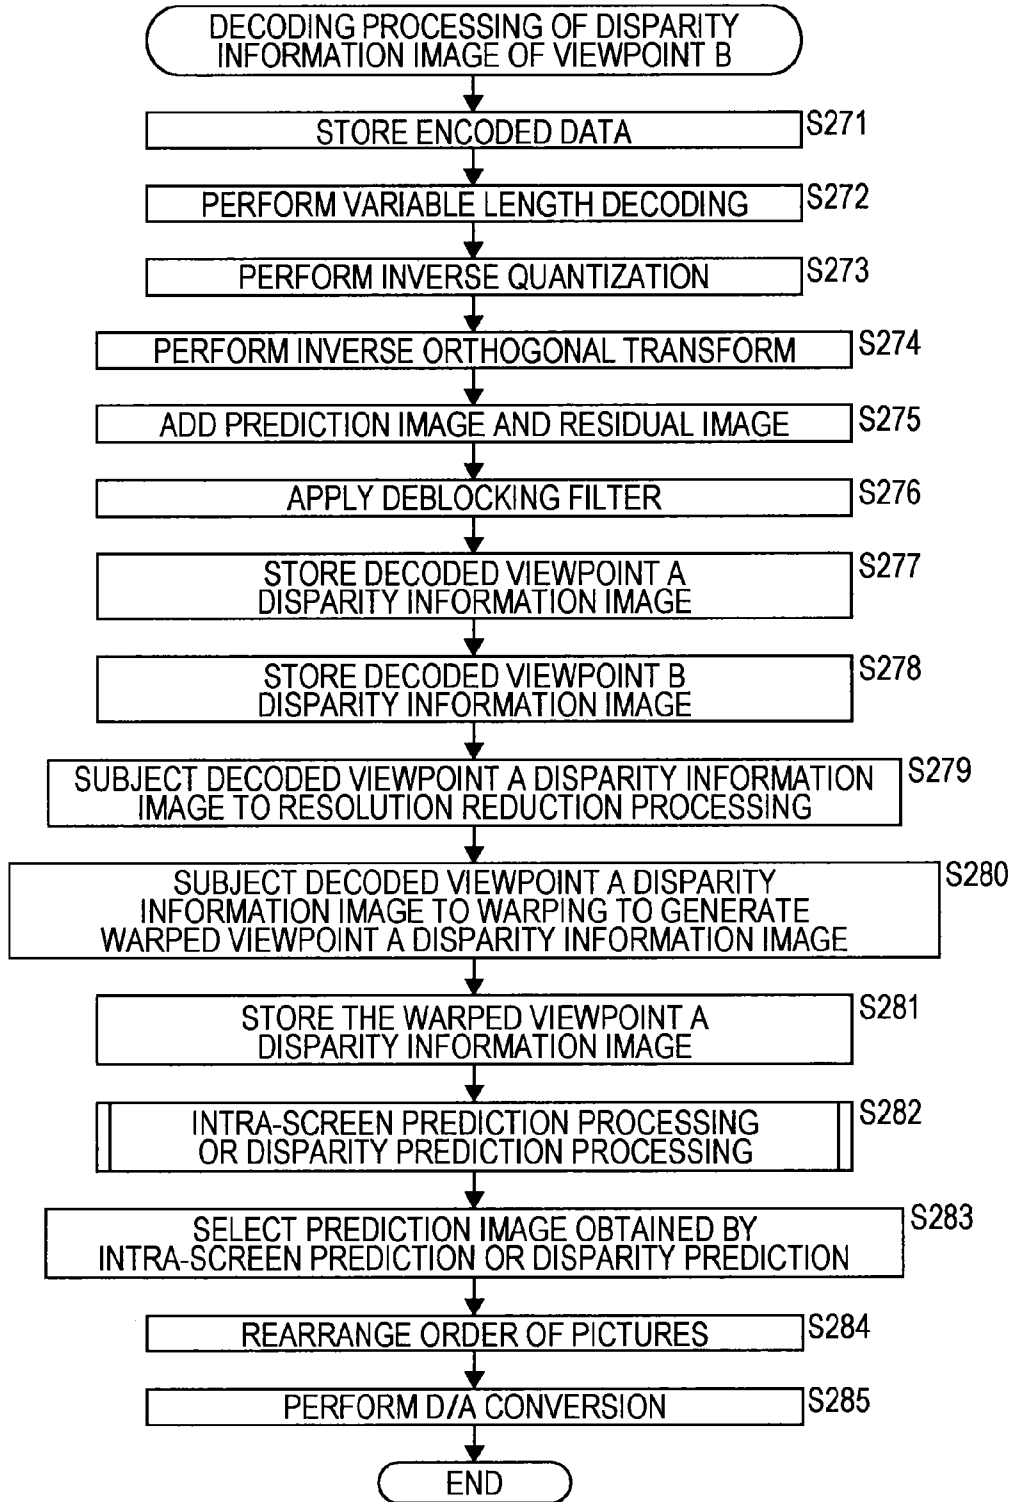 DECODING PROCESSING OF DISPARITY
INFORMATION IMAGE OF VIEWPOINT B
STORE ENCODED DATA
S271
PERFORM VARIABLE LENGTH DECODING
S272
PERFORM INVERSE QUANTIZATION
S273
PERFORM INVERSE ORTHOGONAL TRANSFORM
S274
ADD PREDICTION IMAGE AND RESIDUAL IMAGE
S275
APPLY DEBLOCKING FILTER
S276
STORE DECODED VIEWPOINT A
DISPARITY INFORMATION IMAGE
S277
STORE DECODED VIEWPOINT B
DISPARITY INFORMATION IMAGE
S278
SUBJECT DECODED VIEWPOINT A DISPARITY INFORMATION
IMAGE TO RESOLUTION REDUCTION PROCESSING
S279
SUBJECT DECODED VIEWPOINT A DISPARITY
INFORMATION IMAGE TO WARPING TO GENERATE
WARPED VIEWPOINT A DISPARITY INFORMATION IMAGE
S280
STORE THE WARPED VIEWPOINT A
DISPARITY INFORMATION IMAGE
S281
INTRA-SCREEN PREDICTION PROCESSING
OR DISPARITY PREDICTION PROCESSING
S282
SELECT PREDICTION IMAGE OBTAINED BY
INTRA-SCREEN PREDICTION OR DISPARITY PREDICTION
S283
REARRANGE ORDER OF PICTURES
S284
PERFORM D/A CONVERSION
S285
END